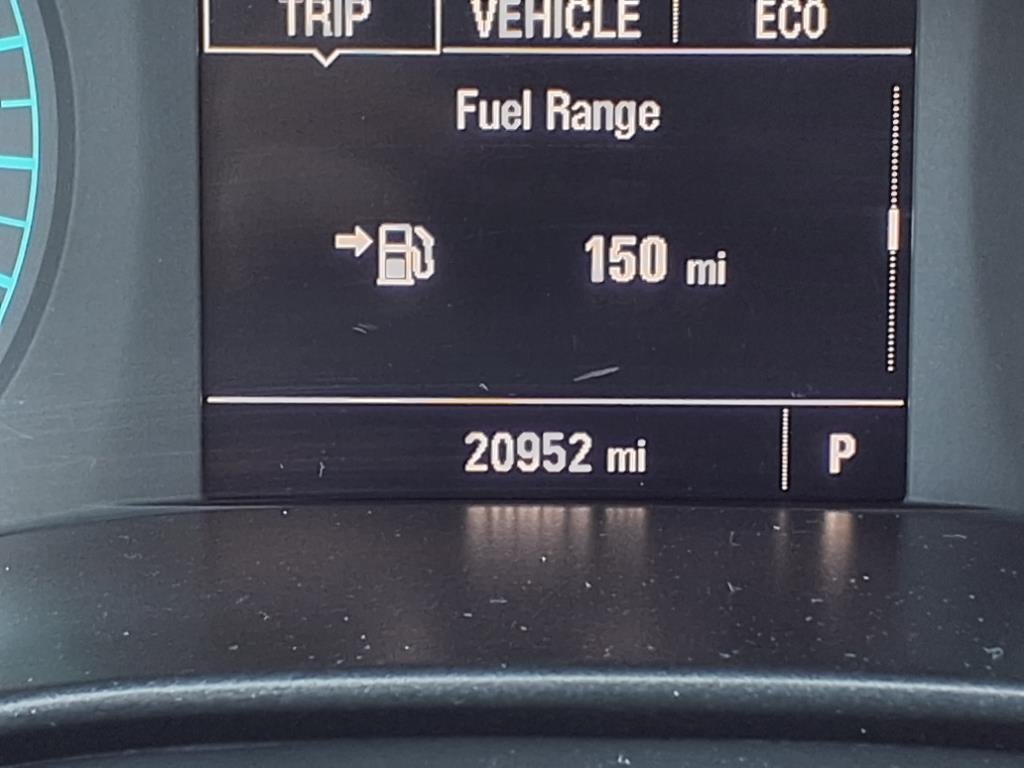 TRIP VEHICLE ECO
Fuel Range
150 mi
20952 mi P